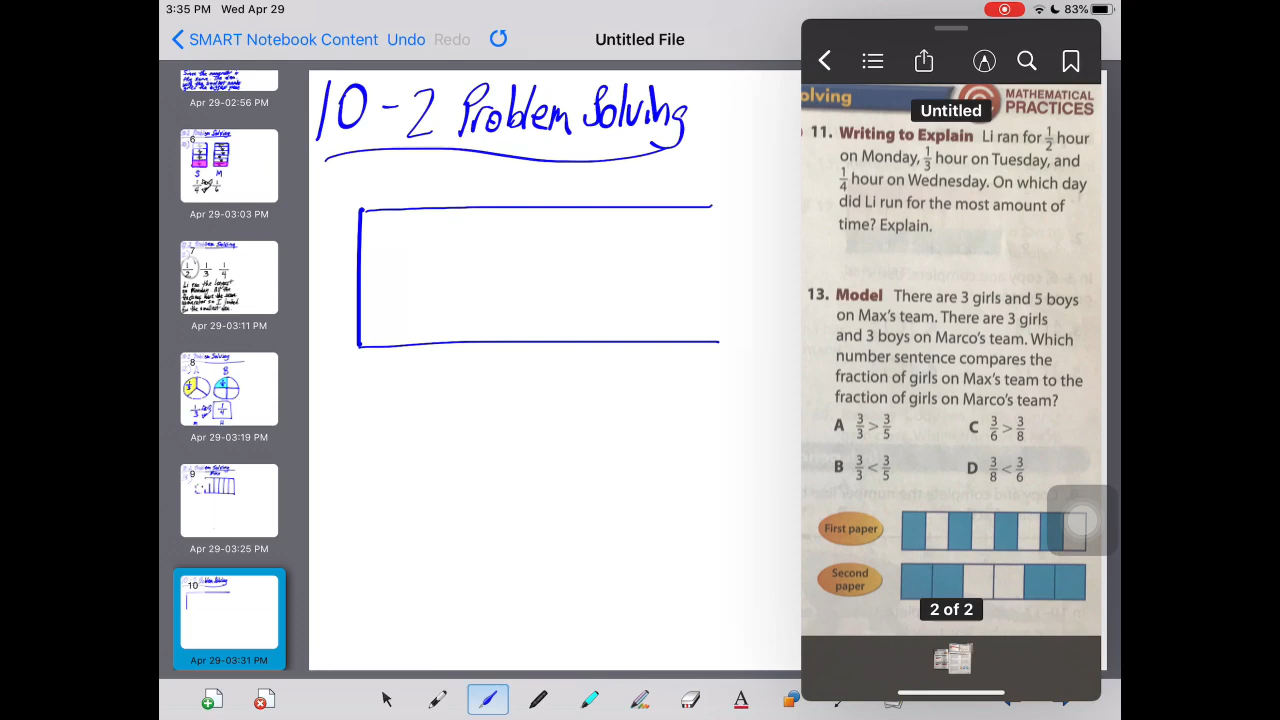 3:35 PM Wed Apr 29
83%
SMART Notebook Content
Undo
Redo
Untitled File
Apr 29-02:56 PM
6
Apr 29-03:03 PM
7
Apr 29-03:11 PM
8
Apr 29-03:19 PM
9
Apr 29-03:25 PM
10
Apr 29-03:31 PM
10-2 Problem Solving
olving
MATHEMATICAL
PRACTICES
Untitled
11. Writing to Explain Li ran for 1/2 hour
on Monday, 1/3 hour on Tuesday, and
1/4 hour on Wednesday. On which day
did Li run for the most amount of
time? Explain.
13. Model There are 3 girls and 5 boys
on Max's team. There are 3 girls
and 3 boys on Marco's team. Which
number sentence compares the
fraction of girls on Max's team to the
fraction of girls on Marco's team?
A 3/3 > 3/5
C 3/6 > 3/8
B 3/3 < 3/5
D 3/8 < 3/6
First paper
Second
paper
2 of 2
A